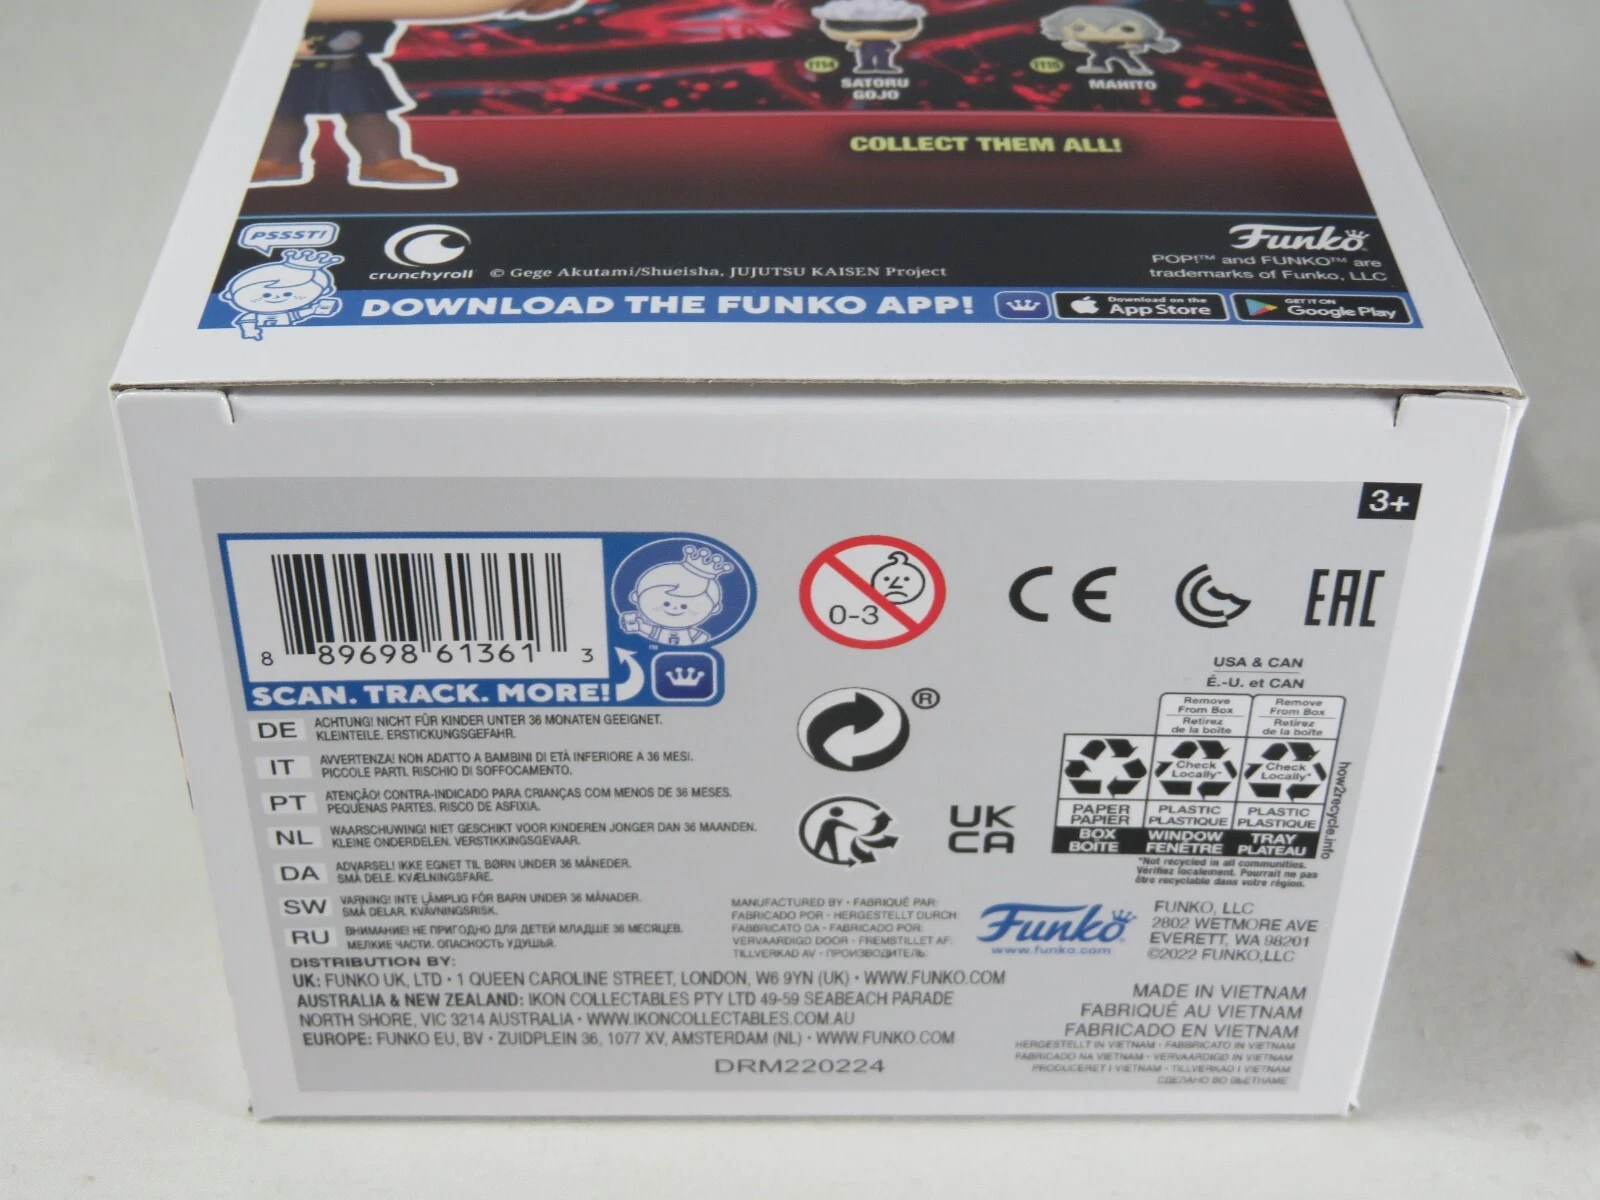 1114
SATORU
GOJO
1115
MAHITO
COLLECT THEM ALL!
PSSST!
crunchyroll
© Gege Akutami/Shueisha, JUJUTSU KAISEN Project
Funko
POP!™ and FUNKO™ are
trademarks of Funko, LLC
DOWNLOAD THE FUNKO APP!
Download on the
App Store
GET IT ON
Google Play
3+
8 89698 61361 3
SCAN. TRACK. MORE!
™
0-3
CE
EAC
®
UK
CA
USA & CAN
É.-U. et CAN
Remove
From Box
Retirez
de la boîte
Remove
From Box
Retirez
de la boîte
Check
Locally*
Check
Locally*
PAPER
PAPIER
PLASTIC
PLASTIQUE
PLASTIC
PLASTIQUE
BOX
BOÎTE
WINDOW
FENÊTRE
TRAY
PLATEAU
how2recycle.info
*Not recycled in all communities.
Vérifiez localement. Pourrait ne pas
être recyclable dans votre région.
DE ACHTUNG! NICHT FÜR KINDER UNTER 36 MONATEN GEEIGNET.
KLEINTEILE. ERSTICKUNGSGEFAHR.
IT AVVERTENZA! NON ADATTO A BAMBINI DI ETÀ INFERIORE A 36 MESI.
PICCOLE PARTI. RISCHIO DI SOFFOCAMENTO.
PT ATENÇÃO! CONTRA-INDICADO PARA CRIANÇAS COM MENOS DE 36 MESES.
PEQUENAS PARTES. RISCO DE ASFIXIA.
NL WAARSCHUWING! NIET GESCHIKT VOOR KINDEREN JONGER DAN 36 MAANDEN.
KLEINE ONDERDELEN. VERSTIKKINGSGEVAAR.
DA ADVARSEL! IKKE EGNET TIL BØRN UNDER 36 MÅNEDER.
SMÅ DELE. KVÆLNINGSFARE.
SW VARNING! INTE LÄMPLIG FÖR BARN UNDER 36 MÅNADER.
SMÅ DELAR. KVÄVNINGSRISK.
RU ВНИМАНИЕ! НЕ ПРИГОДНО ДЛЯ ДЕТЕЙ МЛАДШЕ 36 МЕСЯЦЕВ.
МЕЛКИЕ ЧАСТИ. ОПАСНОСТЬ УДУШЬЯ.
MANUFACTURED BY • FABRIQUÉ PAR:
FABRICADO POR • HERGESTELLT DURCH:
FABBRICATO DA • FABRICADO POR:
VERVAARDIGD DOOR • FREMSTILLET AF:
TILLVERKAD AV • ПРОИЗВОДИТЕЛЬ:
Funko
www.funko.com
FUNKO, LLC
2802 WETMORE AVE
EVERETT, WA 98201
©2022 FUNKO,LLC
DISTRIBUTION BY:
UK: FUNKO UK, LTD • 1 QUEEN CAROLINE STREET, LONDON, W6 9YN (UK) • WWW.FUNKO.COM
AUSTRALIA & NEW ZEALAND: IKON COLLECTABLES PTY LTD 49-59 SEABEACH PARADE
NORTH SHORE, VIC 3214 AUSTRALIA • WWW.IKONCOLLECTABLES.COM.AU
EUROPE: FUNKO EU, BV • ZUIDPLEIN 36, 1077 XV, AMSTERDAM (NL) • WWW.FUNKO.COM
DRM220224
MADE IN VIETNAM
FABRIQUÉ AU VIETNAM
FABRICADO EN VIETNAM
HERGESTELLT IN VIETNAM • FABBRICATO IN VIETNAM
FABRICADO NA VIETNAM • VERVAARDIGD IN VIETNAM
PRODUCERET I VIETNAM • TILLVERKAD I VIETNAM
СДЕЛАНО ВО ВЬЕТНАМЕ